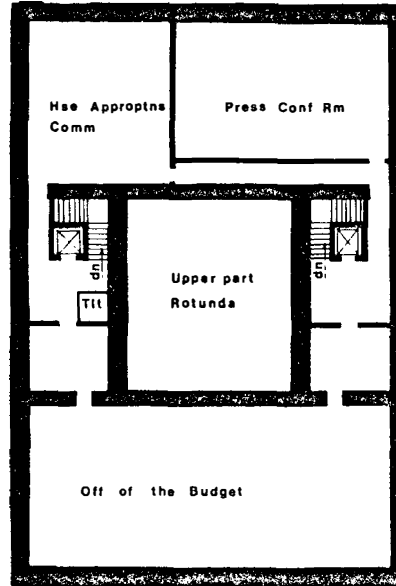 Hse Approptns
Comm
Press Conf Rm
dn
dn
Upper part
Rotunda
Tlt
Off of the Budget